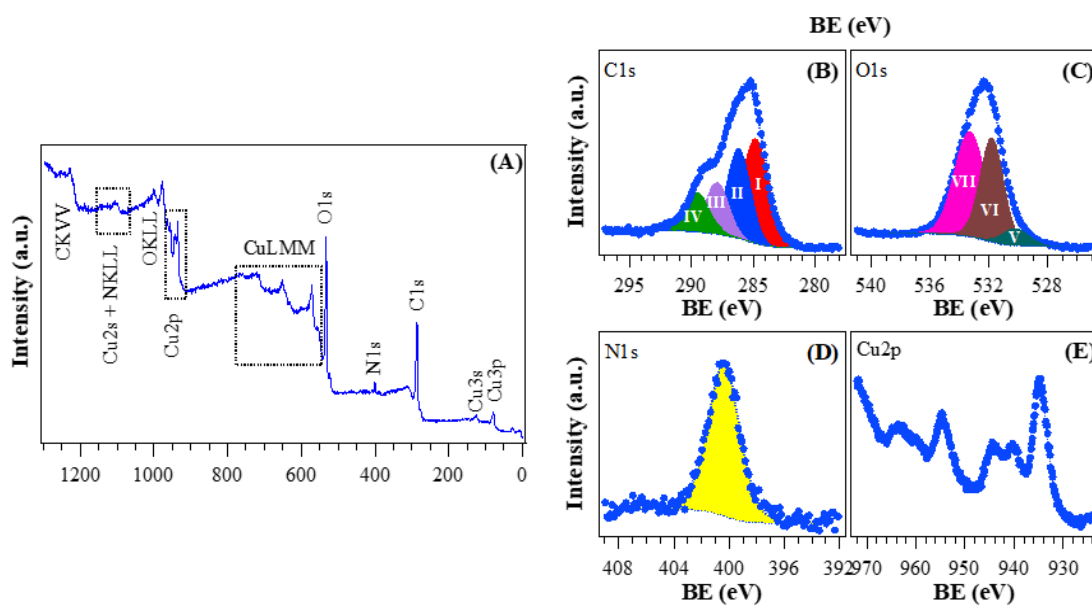 BE (eV)
(A)
Intensity (a.u.)
CKVV
Cu2s + NKLL
OKLL
Cu2p
CuLMM
O1s
N1s
C1s
Cu3s
Cu3p
1200 1000 800 600 400 200 0
C1s
(B)
Intensity (a.u.)
IV
III
II
I
295 290 285 280
BE (eV)
O1s
(C)
VII
VI
V
540 536 532 528
BE (eV)
N1s
(D)
Intensity (a.u.)
408 404 400 396 392
BE (eV)
Cu2p
(E)
970 960 950 940 930
BE (eV)